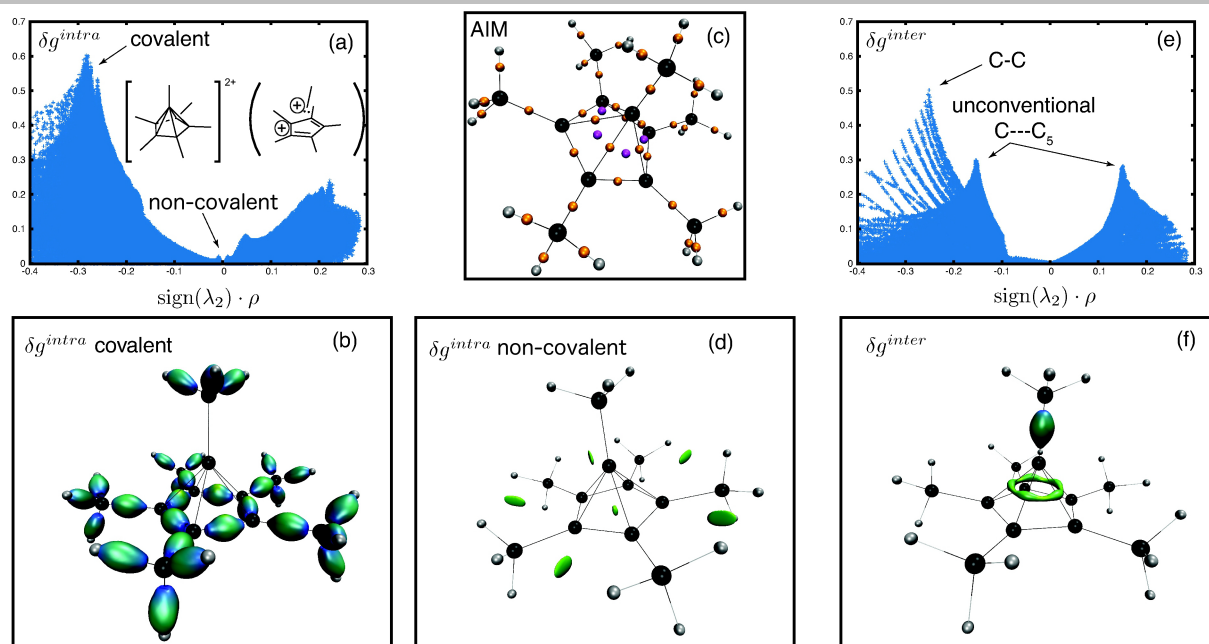 δg^{intra}
covalent
(a)
2+
non-covalent
0.7
0.6
0.5
0.4
0.3
0.2
0.1
0
-0.4 -0.3 -0.2 -0.1 0 0.1 0.2 0.3
sign(λ₂) · ρ
AIM
(c)
δg^{inter}
(e)
C-C
unconventional
C---C₅
0.7
0.6
0.5
0.4
0.3
0.2
0.1
0
-0.4 -0.3 -0.2 -0.1 0 0.1 0.2 0.3
sign(λ₂) · ρ
δg^{intra} covalent
(b)
δg^{intra} non-covalent
(d)
δg^{inter}
(f)